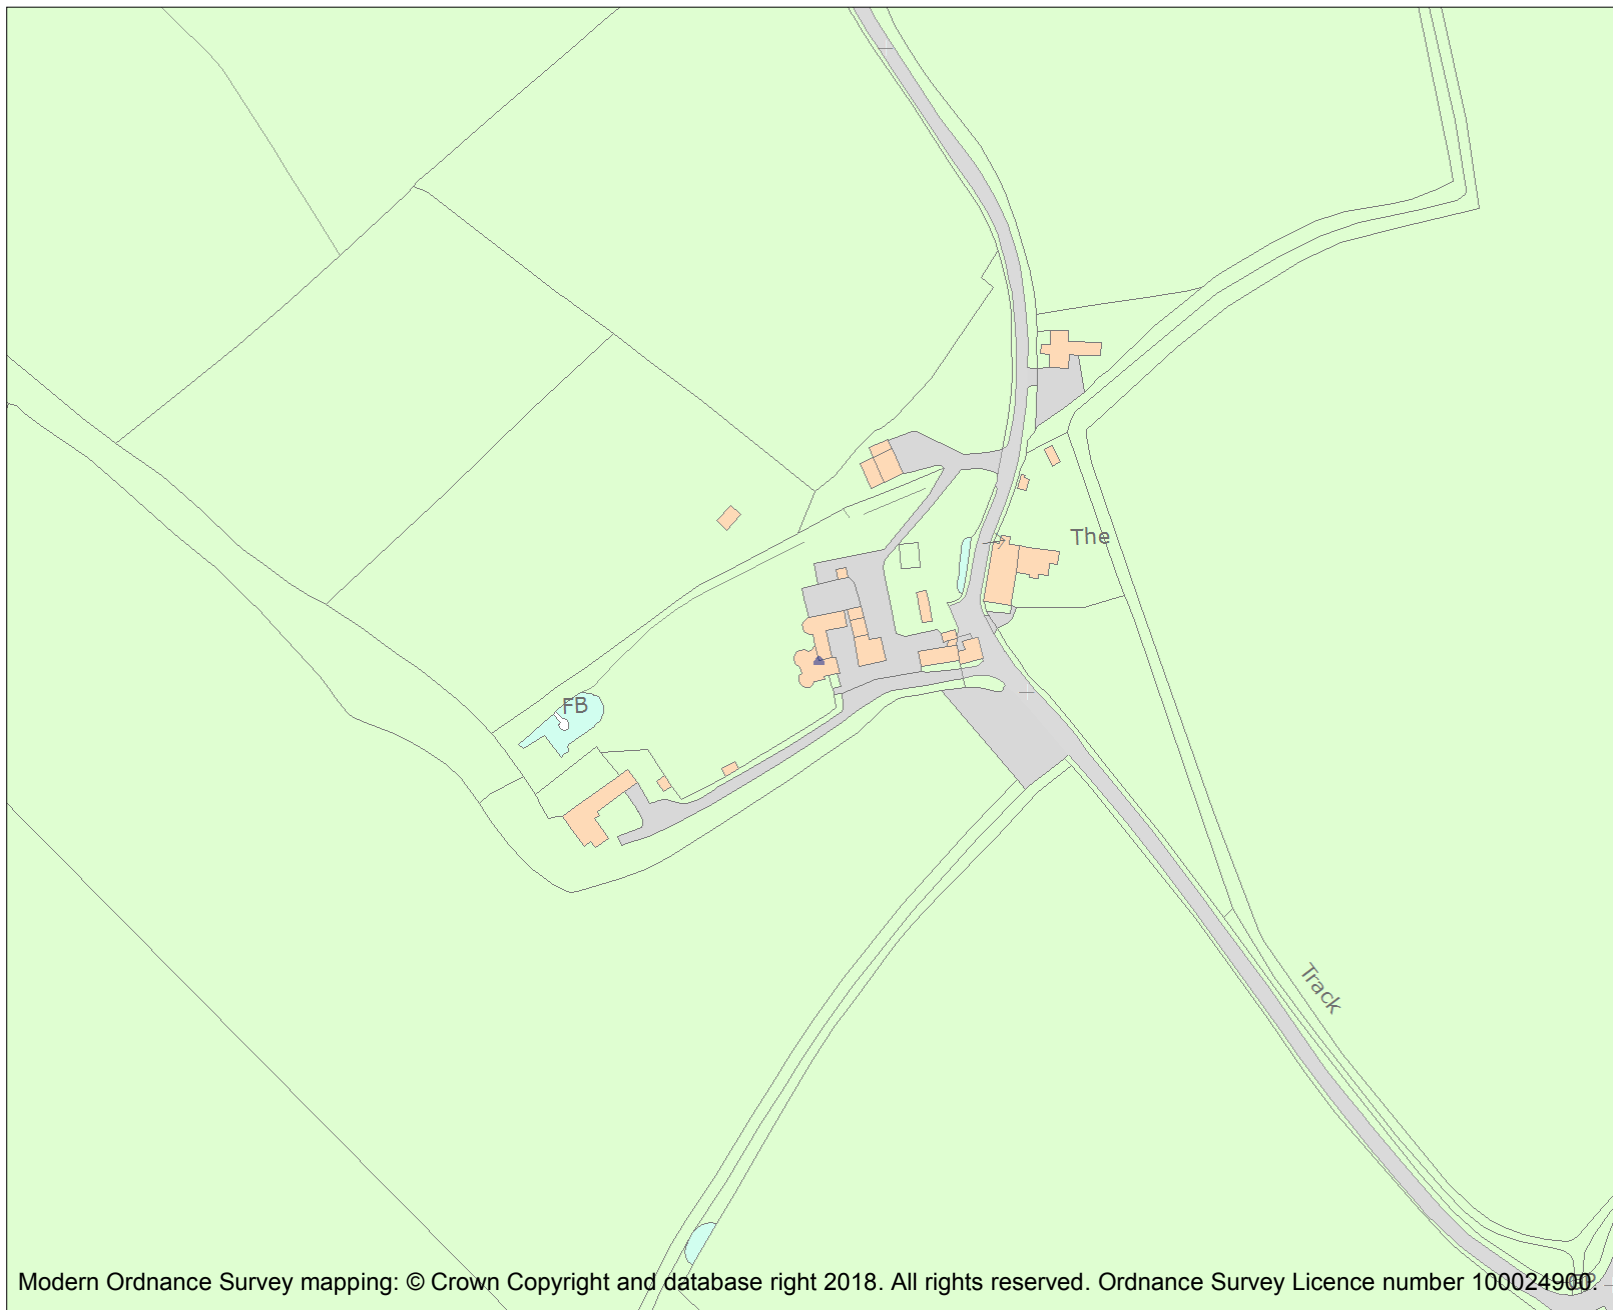 The
FB
Track
Modern Ordnance Survey mapping: © Crown Copyright and database right 2018. All rights reserved. Ordnance Survey Licence number 100024900.